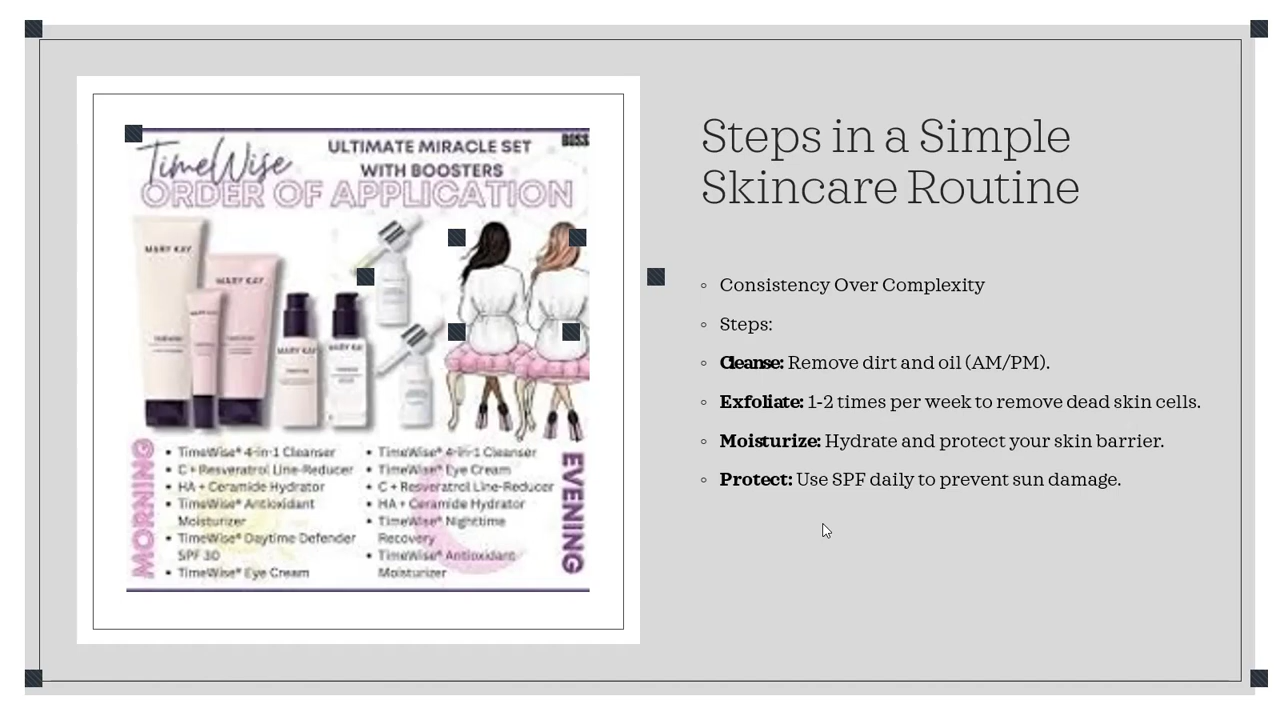 TimeWise
ULTIMATE MIRACLE SET
WITH BOOSTERS
BOSS
ORDER OF APPLICATION
MARY KAY
MARY KAY
MARY KAY
MARY KAY
MARY KAY
MORNING
• TimeWise® 4-in-1 Cleanser
• C + Resveratrol Line-Reducer
• HA + Ceramide Hydrator
• TimeWise® Antioxidant
Moisturizer
• TimeWise® Daytime Defender
SPF 30
• TimeWise® Eye Cream
• TimeWise® 4-in-1 Cleanser
• TimeWise® Eye Cream
• C + Resveratrol Line-Reducer
• HA + Ceramide Hydrator
• TimeWise® Nighttime
Recovery
• TimeWise® Antioxidant
Moisturizer
EVENING
Steps in a Simple
Skincare Routine
◦ Consistency Over Complexity
◦ Steps:
◦ Cleanse: Remove dirt and oil (AM/PM).
◦ Exfoliate: 1-2 times per week to remove dead skin cells.
◦ Moisturize: Hydrate and protect your skin barrier.
◦ Protect: Use SPF daily to prevent sun damage.